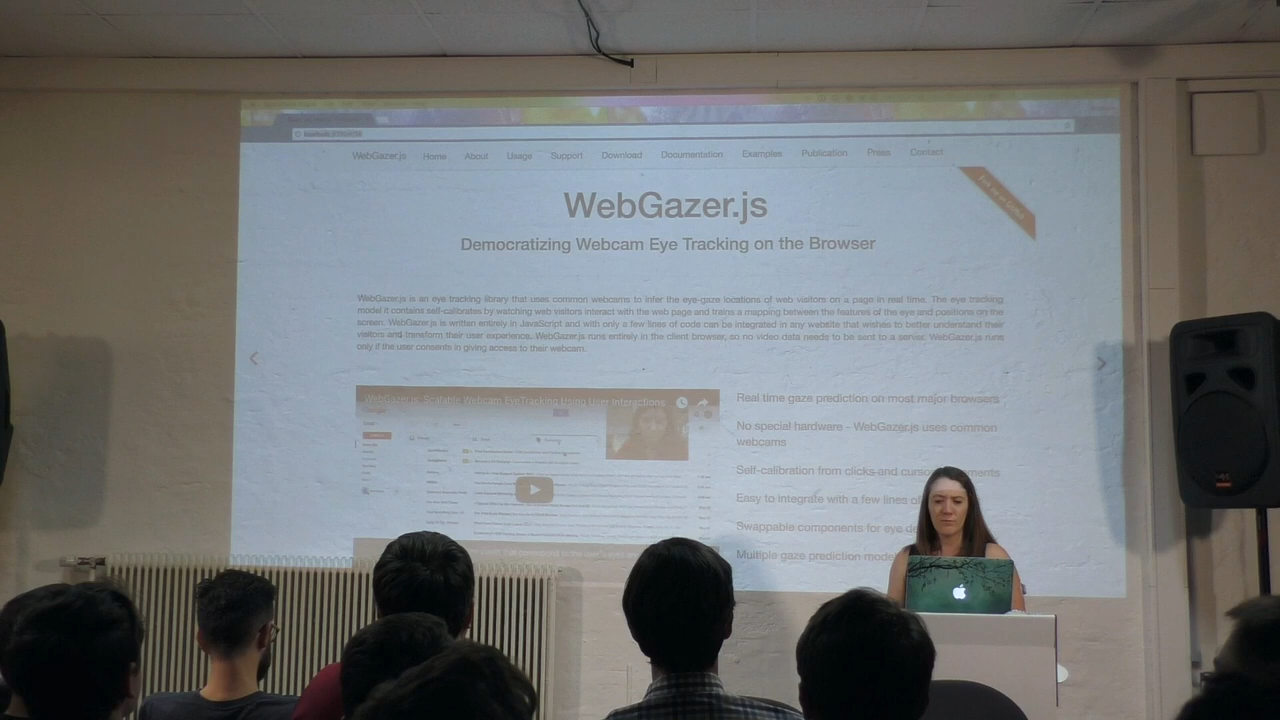 WebGazer.js Home About Usage Support Download Documentation Examples Publication Press Contact
Fork me on GitHub
WebGazer.js
Democratizing Webcam Eye Tracking on the Browser
WebGazer.js is an eye tracking library that uses common webcams to infer the eye-gaze locations of web visitors on a page in real time. The eye tracking
model it contains self-calibrates by watching web visitors interact with the web page and trains a mapping between the features of the eye and positions on the
screen. WebGazer.js is written entirely in JavaScript and with only a few lines of code can be integrated in any website that wishes to better understand their
visitors and transform their user experience. WebGazer.js runs entirely in the client browser, so no video data needs to be sent to a server. WebGazer.js runs
only if the user consents in giving access to their webcam.
WebGazer.js: Scalable Webcam EyeTracking Using User Interactions
Real time gaze prediction on most major browsers
No special hardware - WebGazer.js uses common
webcams
Self-calibration from clicks and cursor
Easy to integrate with a few lines of
Swappable components for eye
Multiple gaze prediction